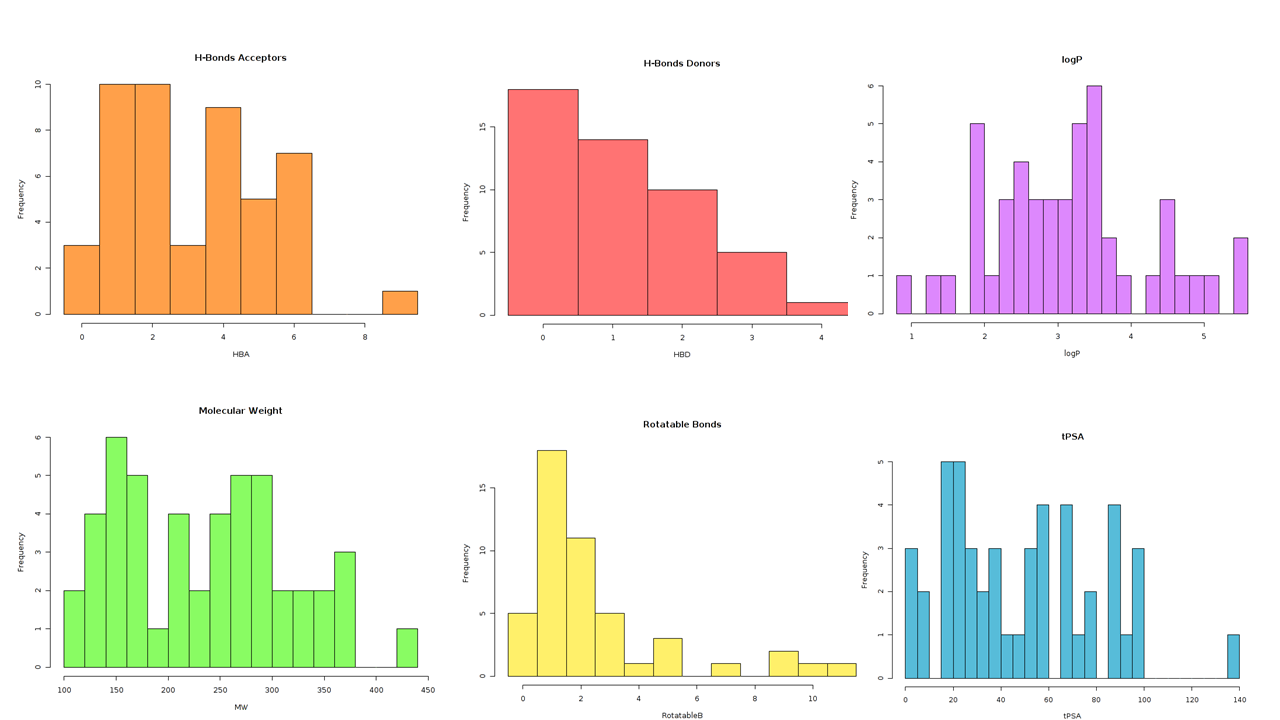 H-Bonds Acceptors
Frequency
0 2 4 6 8 10
0 2 4 6 8
HBA
H-Bonds Donors
Frequency
0 5 10 15
0 1 2 3 4
HBD
logP
Frequency
0 1 2 3 4 5 6
1 2 3 4 5
logP
Molecular Weight
Frequency
0 1 2 3 4 5 6
100 150 200 250 300 350 400 450
MW
Rotatable Bonds
Frequency
0 5 10 15
0 2 4 6 8 10
RotatableB
tPSA
Frequency
0 1 2 3 4 5
0 20 40 60 80 100 120 140
tPSA